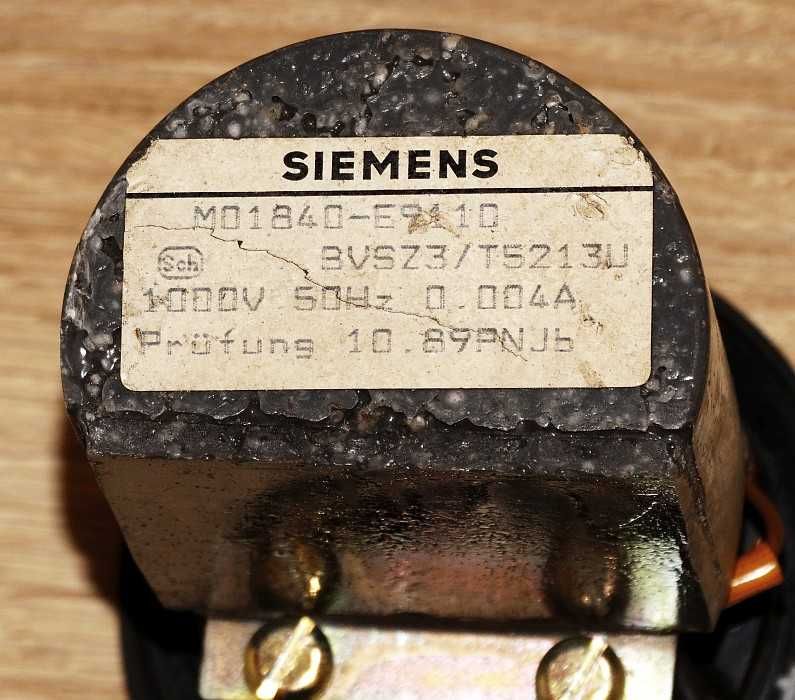 SIEMENS
M01840-E9110
Sch BVSZ3/T5213U
1000V 50Hz 0.004A
Prüfung 10.89PNJb